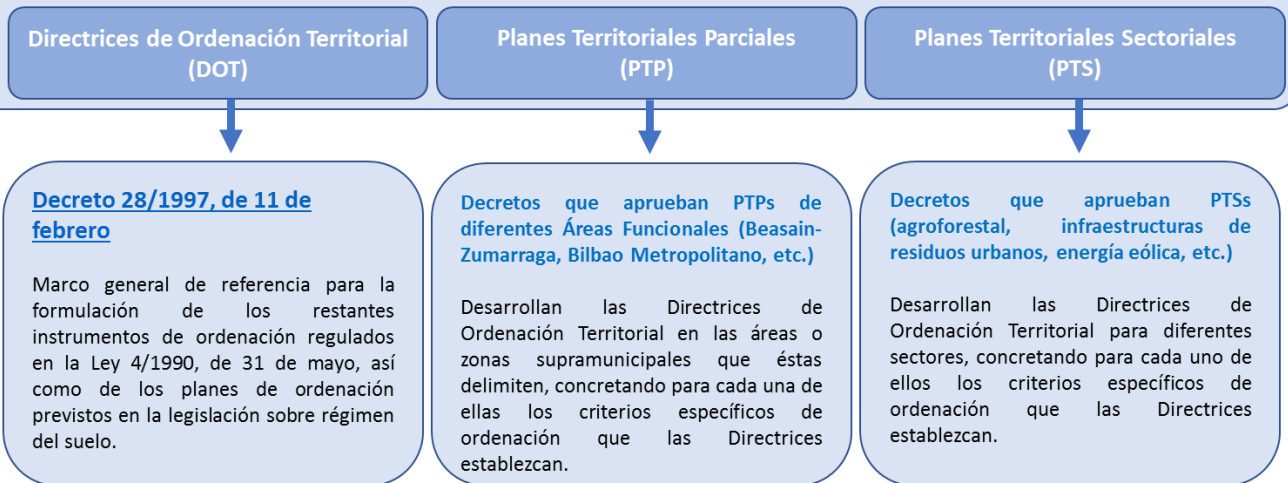 Directrices de Ordenación Territorial
(DOT)
Planes Territoriales Parciales
(PTP)
Planes Territoriales Sectoriales
(PTS)
Decreto 28/1997, de 11 de
febrero
Marco general de referencia para la
formulación de los restantes
instrumentos de ordenación regulados
en la Ley 4/1990, de 31 de mayo, así
como de los planes de ordenación
previstos en la legislación sobre régimen
del suelo.
Decretos que aprueban PTPs de
diferentes Áreas Funcionales (Beasain-
Zumarraga, Bilbao Metropolitano, etc.)
Desarrollan las Directrices de
Ordenación Territorial en las áreas o
zonas supramunicipales que éstas
delimiten, concretando para cada una de
ellas los criterios específicos de
ordenación que las Directrices
establezcan.
Decretos que aprueban PTSs
(agroforestal, infraestructuras de
residuos urbanos, energía eólica, etc.)
Desarrollan las Directrices de
Ordenación Territorial para diferentes
sectores, concretando para cada uno de
ellos los criterios específicos de
ordenación que las Directrices
establezcan.